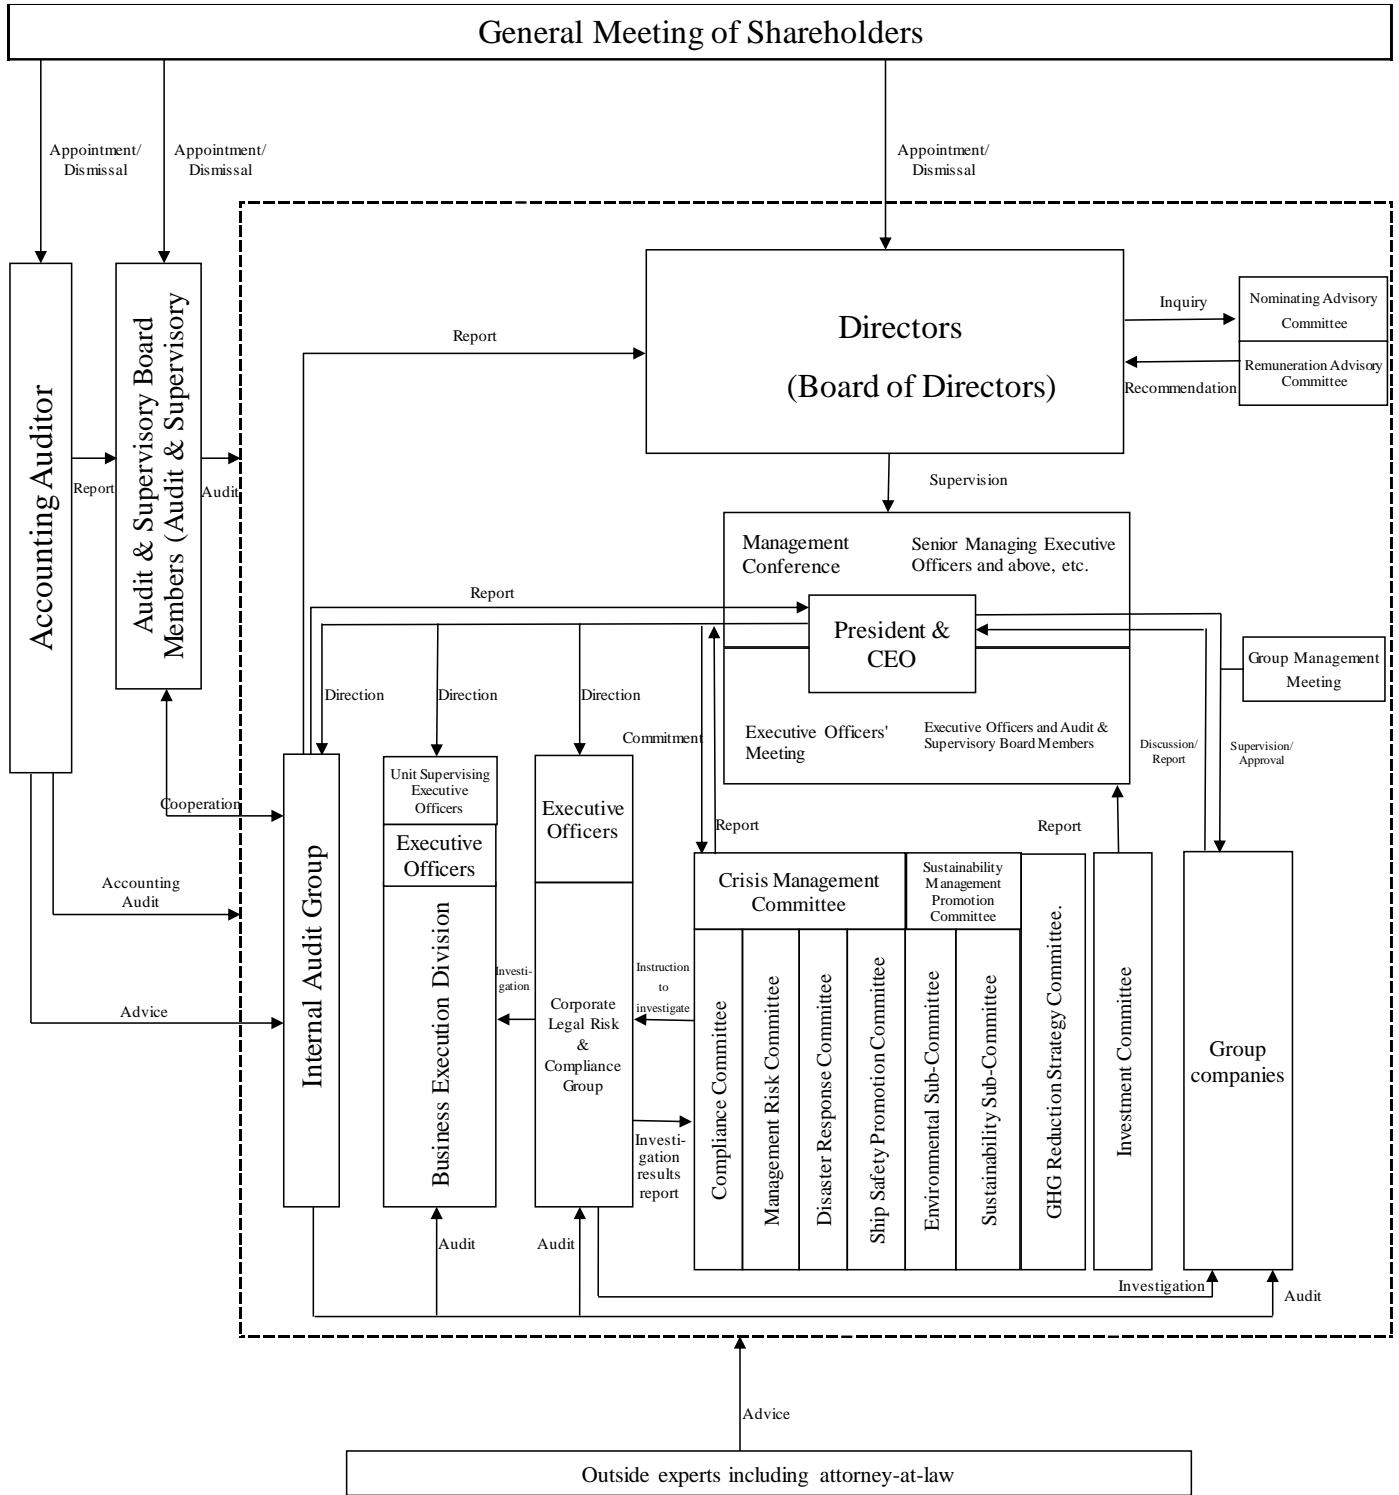 General Meeting of Shareholders
Appointment/
Dismissal
Appointment/
Dismissal
Appointment/
Dismissal
Accounting Auditor
Report
Audit & Supervisory Board
Members (Audit & Supervisory
Audit
Report
Directors
(Board of Directors)
Inquiry
Recommendation
Nominating Advisory
Committee
Remuneration Advisory
Committee
Supervision
Management
Conference
Senior Managing Executive
Officers and above, etc.
Report
President &
CEO
Group Management
Meeting
Executive Officers'
Meeting
Executive Officers and Audit &
Supervisory Board Members
Direction
Direction
Direction
Commitment
Discussion/
Report
Supervision/
Approval
Cooperation
Accounting
Audit
Advice
Internal Audit Group
Unit Supervising
Executive
Officers
Executive
Officers
Business Execution Division
Investi-
gation
Executive
Officers
Corporate
Legal Risk
&
Compliance
Group
Instruction
to
investigate
Investi-
gation
results
report
Report
Report
Crisis Management
Committee
Sustainability
Management
Promotion
Committee
Compliance Committee
Management Risk Committee
Disaster Response Committee
Ship Safety Promotion Committee
Environmental Sub-Committee
Sustainability Sub-Committee
GHG Reduction Strategy Committee.
Investment Committee
Group
companies
Audit
Audit
Investigation
Audit
Advice
Outside experts including attorney-at-law